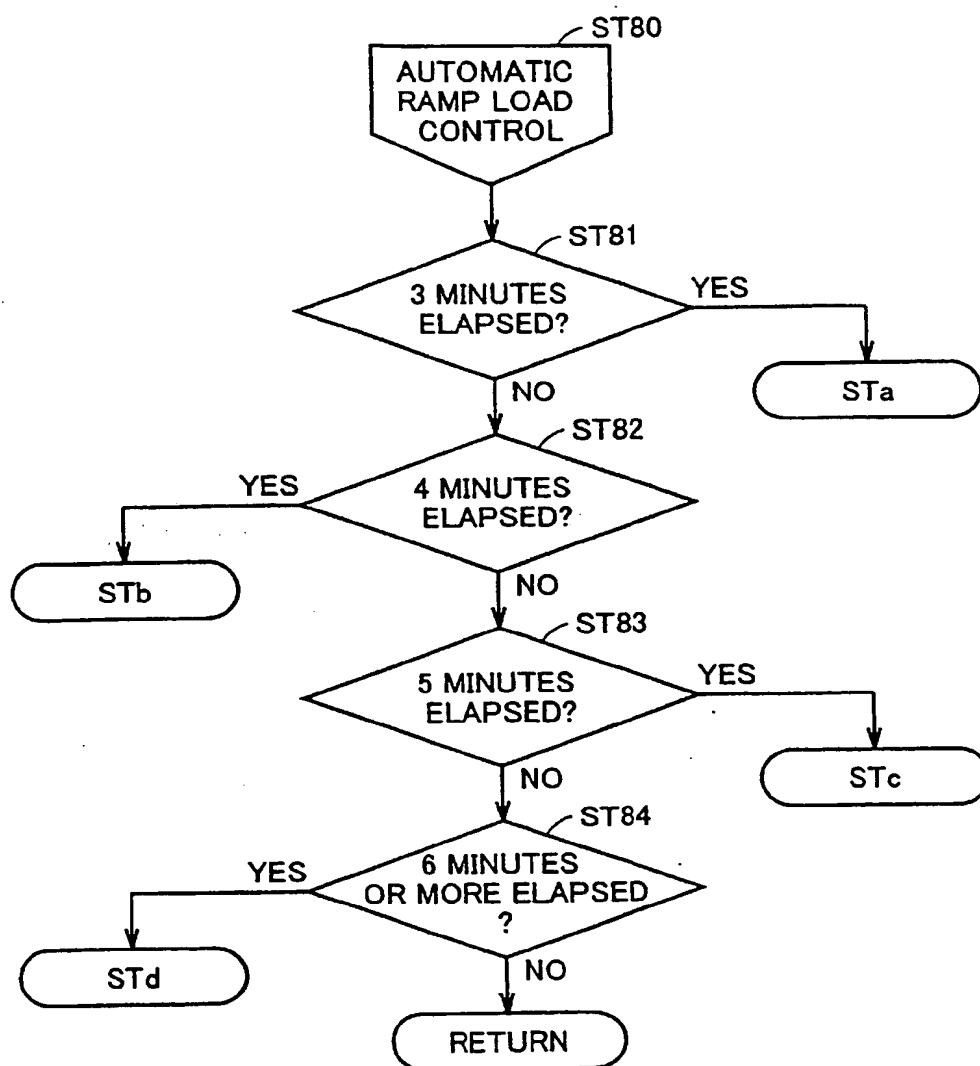 ST80
AUTOMATIC
RAMP LOAD
CONTROL
ST81
3 MINUTES
ELAPSED?
YES
STa
NO
ST82
4 MINUTES
ELAPSED?
YES
STb
NO
ST83
5 MINUTES
ELAPSED?
YES
STc
NO
ST84
6 MINUTES
OR MORE ELAPSED
?
YES
STd
NO
RETURN